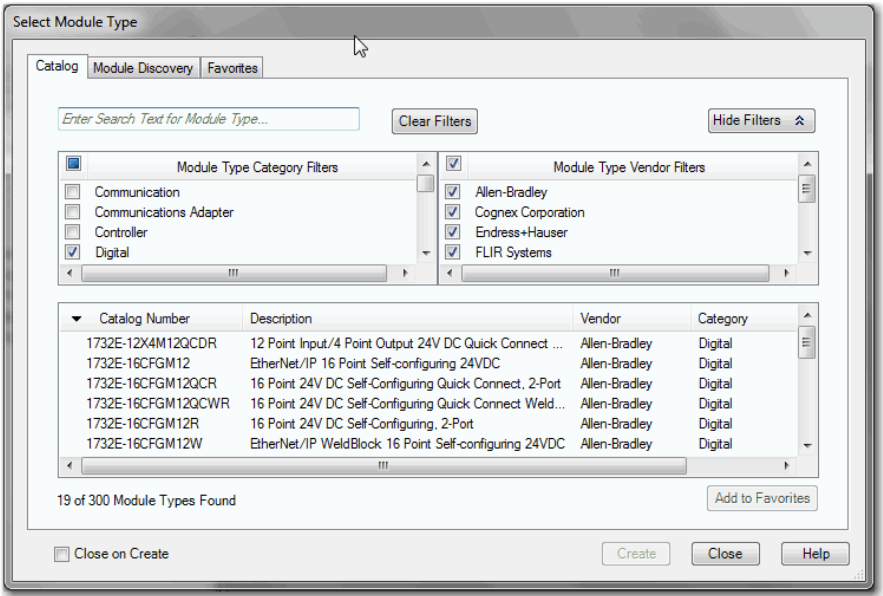 Select Module Type
Catalog Module Discovery Favorites
Enter Search Text for Module Type... Clear Filters Hide Filters
Module Type Category Filters Module Type Vendor Filters
Communication Allen-Bradley
Communications Adapter Cognex Corporation
Controller Endress+Hauser
Digital FLIR Systems
Catalog Number Description Vendor Category
1732E-12X4M12QCDR 12 Point Input/4 Point Output 24V DC Quick Connect ... Allen-Bradley Digital
1732E-16CFGM12 EtherNet/IP 16 Point Self-configuring 24VDC Allen-Bradley Digital
1732E-16CFGM12QCR 16 Point 24V DC Self-Configuring Quick Connect, 2-Port Allen-Bradley Digital
1732E-16CFGM12QCWR 16 Point 24V DC Self-Configuring Quick Connect Weld... Allen-Bradley Digital
1732E-16CFGM12R 16 Point 24V DC Self-Configuring, 2-Port Allen-Bradley Digital
1732E-16CFGM12W EtherNet/IP WeldBlock 16 Point Self-configuring 24VDC Allen-Bradley Digital
19 of 300 Module Types Found Add to Favorites
Close on Create Create Close Help